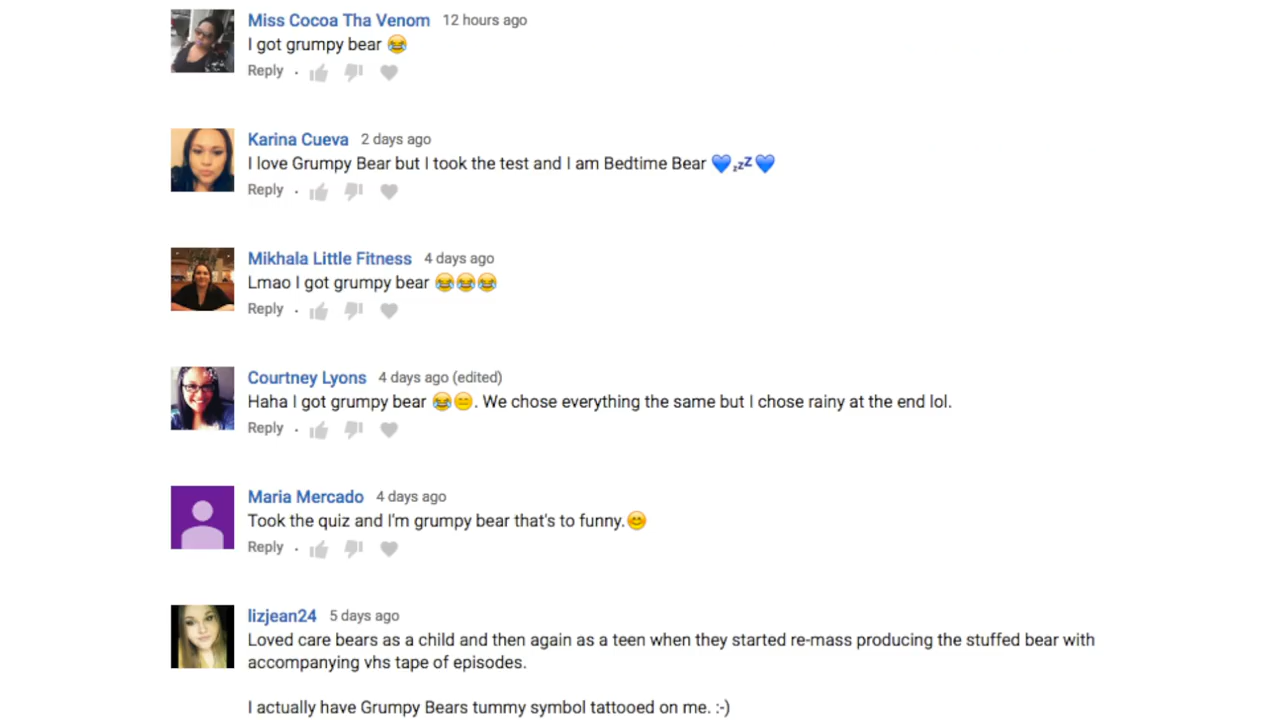 Miss Cocoa Tha Venom 12 hours ago
I got grumpy bear 😂
Reply ·
Karina Cueva 2 days ago
I love Grumpy Bear but I took the test and I am Bedtime Bear 💙💤💙
Reply ·
Mikhala Little Fitness 4 days ago
Lmao I got grumpy bear 😂😂😂
Reply ·
Courtney Lyons 4 days ago (edited)
Haha I got grumpy bear 😂😑. We chose everything the same but I chose rainy at the end lol.
Reply ·
Maria Mercado 4 days ago
Took the quiz and I'm grumpy bear that's to funny.😊
Reply ·
lizjean24 5 days ago
Loved care bears as a child and then again as a teen when they started re-mass producing the stuffed bear with
accompanying vhs tape of episodes.
I actually have Grumpy Bears tummy symbol tattooed on me. :-)